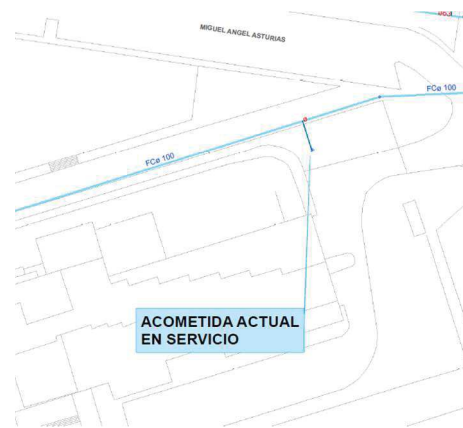 MIGUEL ANGEL ASTURIAS
FCø 100
FCø 100
ACOMETIDA ACTUAL
EN SERVICIO